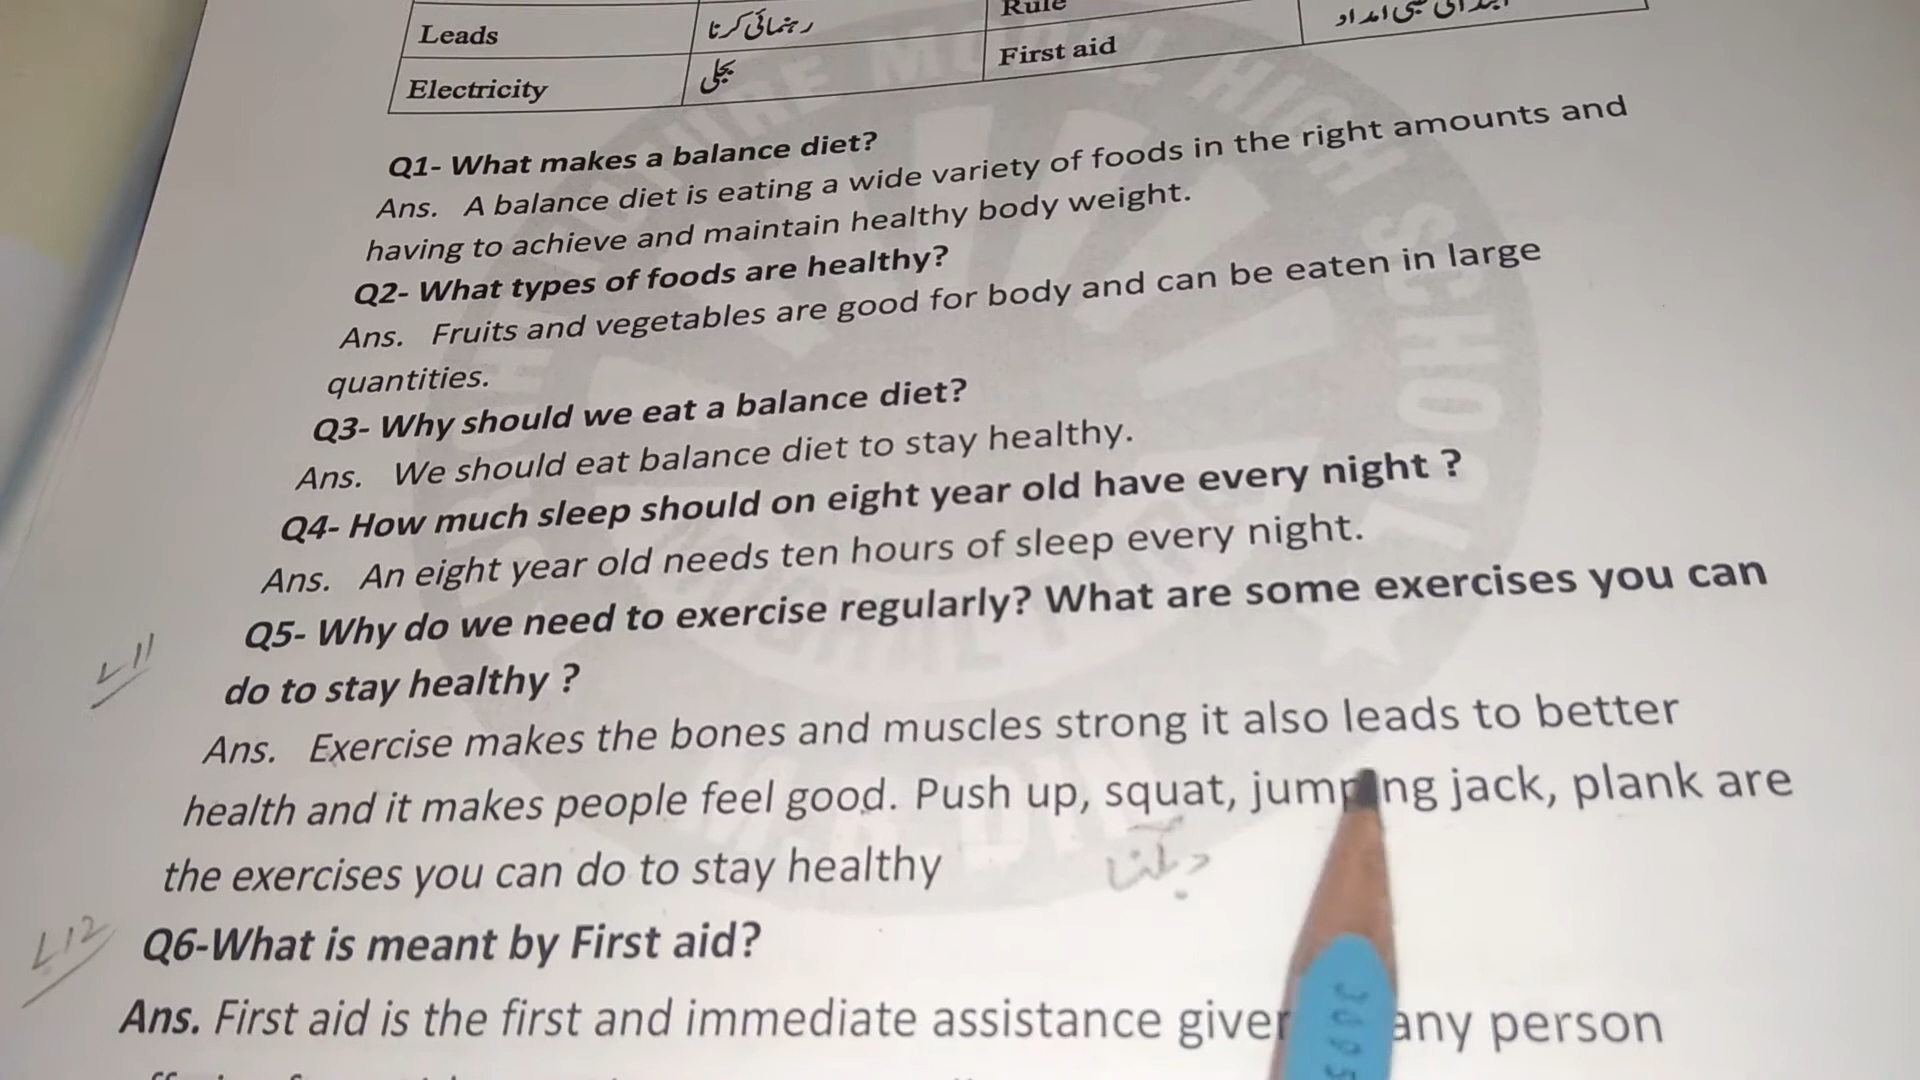 Leads رہنمائی کرنا Rule
Electricity بجلی First aid امداد
Q1- What makes a balance diet?
Ans. A balance diet is eating a wide variety of foods in the right amounts and
having to achieve and maintain healthy body weight.
Q2- What types of foods are healthy?
Ans. Fruits and vegetables are good for body and can be eaten in large
quantities.
Q3- Why should we eat a balance diet?
Ans. We should eat balance diet to stay healthy.
Q4- How much sleep should on eight year old have every night ?
Ans. An eight year old needs ten hours of sleep every night.
Q5- Why do we need to exercise regularly? What are some exercises you can
L11
do to stay healthy ?
Ans. Exercise makes the bones and muscles strong it also leads to better
health and it makes people feel good. Push up, squat, jumping jack, plank are
the exercises you can do to stay healthy
L12
Q6-What is meant by First aid?
Ans. First aid is the first and immediate assistance any person
MODEL HIGH SCHOOL